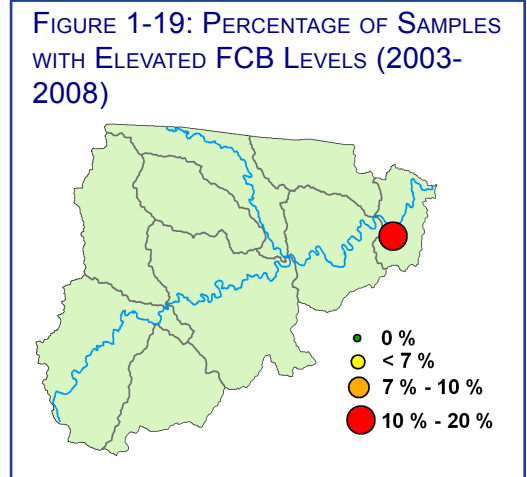 FIGURE 1-19: PERCENTAGE OF SAMPLES
WITH ELEVATED FCB LEVELS (2003-
2008)
0 %
< 7 %
7 % - 10 %
10 % - 20 %